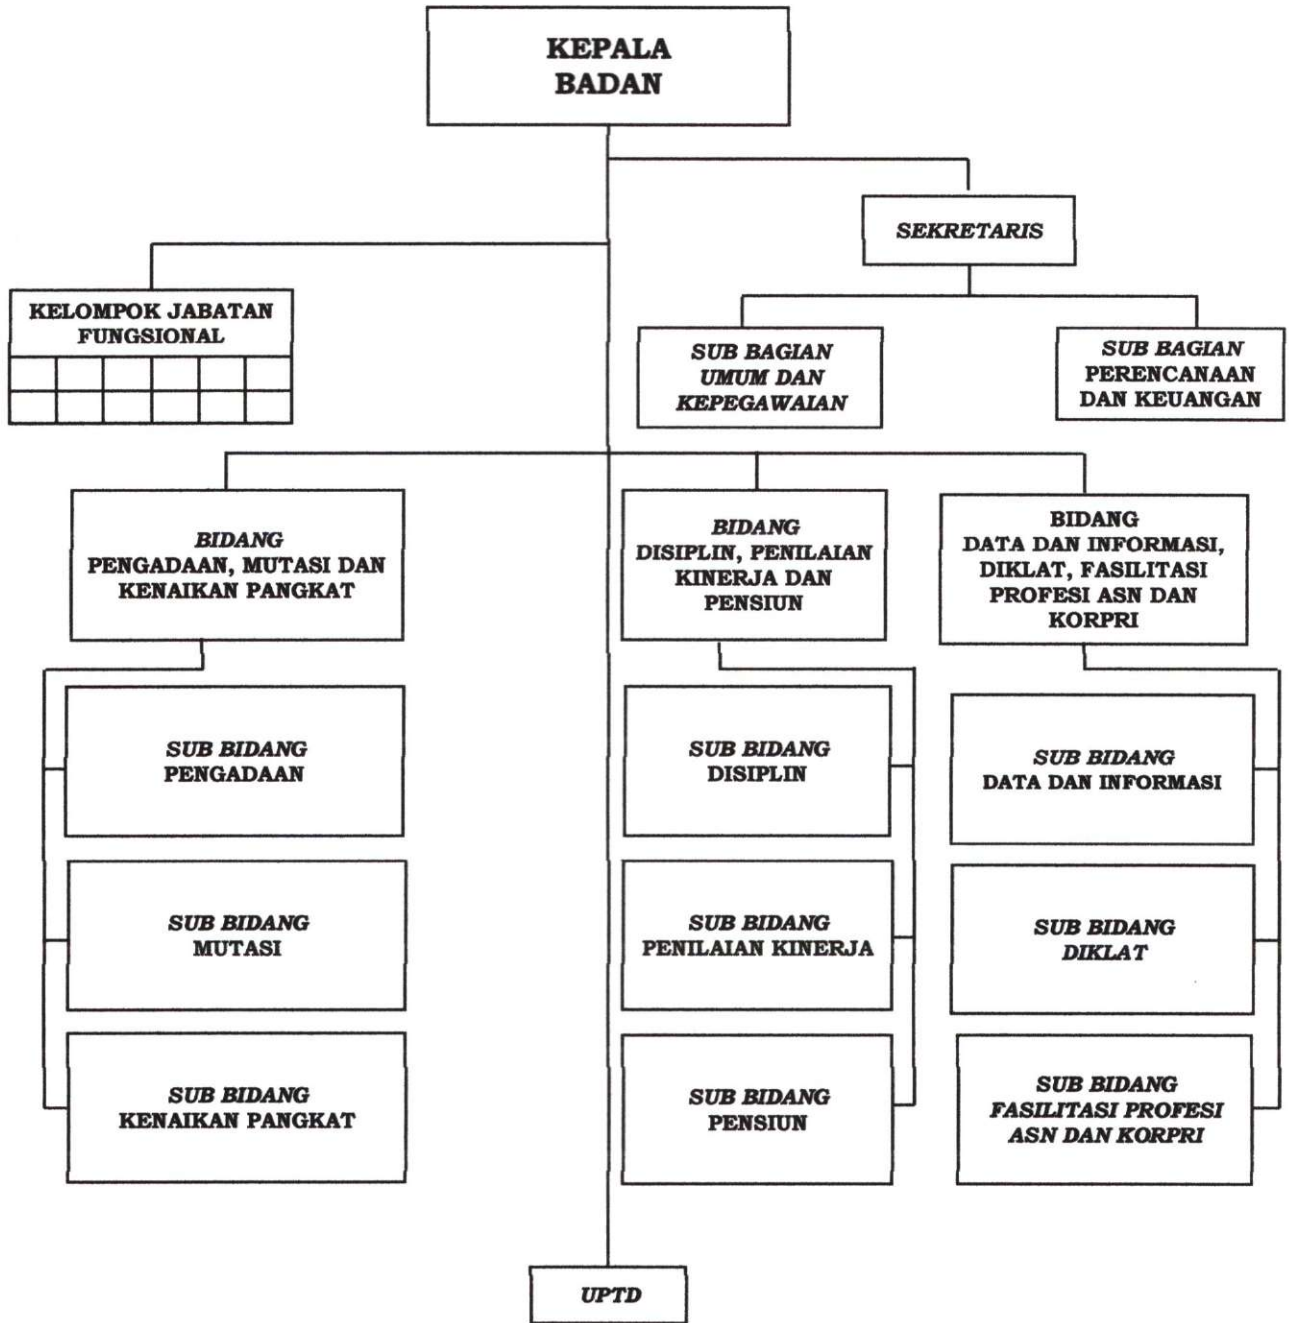 KEPALA
BADAN
SEKRETARIS
KELOMPOK JABATAN
FUNGSIONAL
SUB BAGIAN
UMUM DAN
KEPEGAWAIAN
SUB BAGIAN
PERENCANAAN
DAN KEUANGAN
BIDANG
PENGADAAN, MUTASI DAN
KENAIKAN PANGKAT
BIDANG
DISIPLIN, PENILAIAN
KINERJA DAN
PENSIUN
BIDANG
DATA DAN INFORMASI,
DIKLAT, FASILITASI
PROFESI ASN DAN
KORPRI
SUB BIDANG
PENGADAAN
SUB BIDANG
DISIPLIN
SUB BIDANG
DATA DAN INFORMASI
SUB BIDANG
MUTASI
SUB BIDANG
PENILAIAN KINERJA
SUB BIDANG
DIKLAT
SUB BIDANG
KENAIKAN PANGKAT
SUB BIDANG
PENSIUN
SUB BIDANG
FASILITASI PROFESI
ASN DAN KORPRI
UPTD